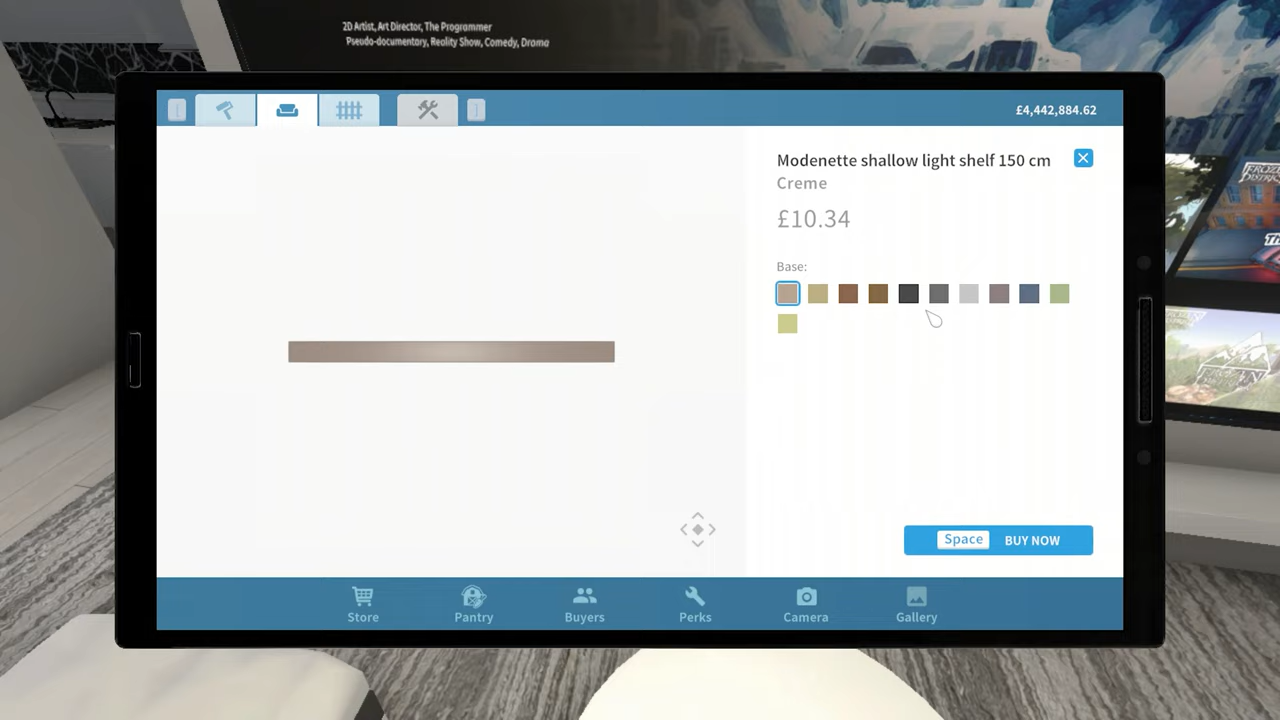 2D Artist, Art Director, The Programmer
Pseudo-documentary, Reality Show, Comedy, Drama
£4,442,884.62
Modenette shallow light shelf 150 cm
Creme
£10.34
Base:
Space BUY NOW
Store
Pantry
Buyers
Perks
Camera
Gallery